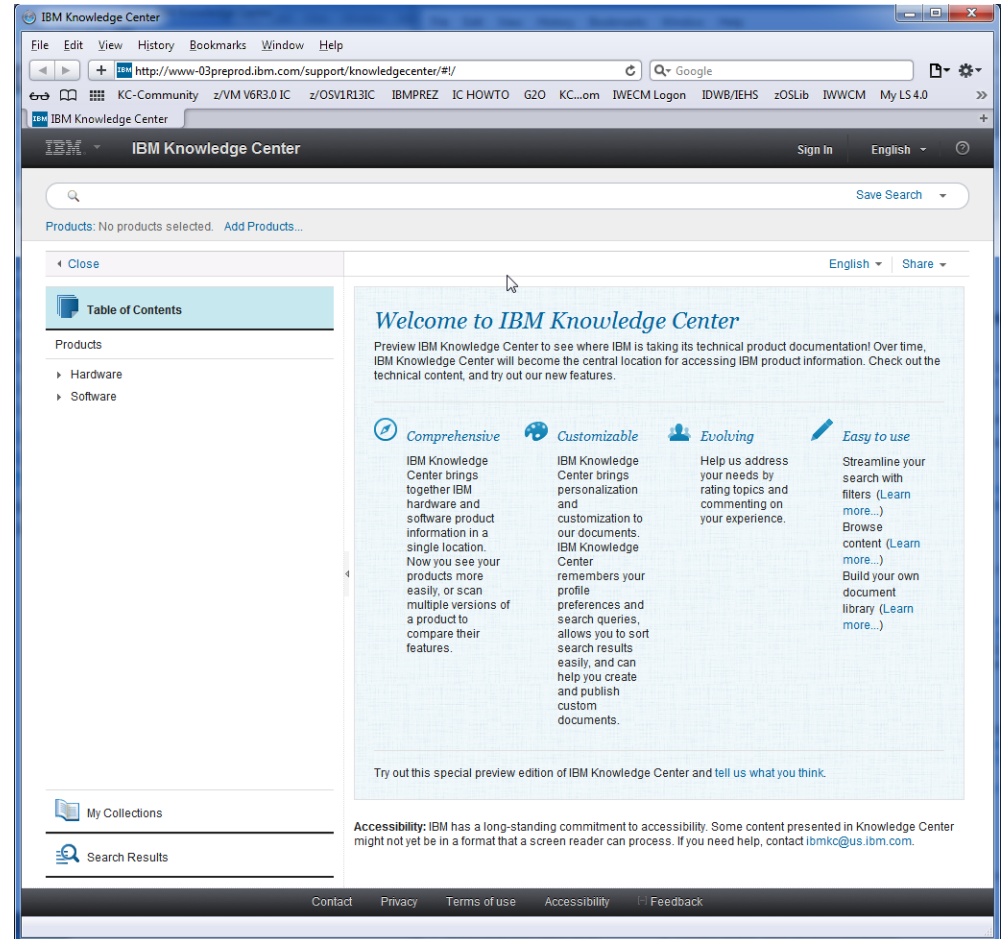 IBM Knowledge Center
File Edit View History Bookmarks Window Help
IBM http://www-03preprod.ibm.com/support/knowledgecenter/#!/
Google
KC-Community z/VM V6R3.0 IC z/OSV1R13IC IBMPREZ IC HOWTO G2O KC...om IWECM Logon IDWB/IEHS zOSLib IWWCM My LS 4.0 »
IBM IBM Knowledge Center
IBM. IBM Knowledge Center Sign In English
Save Search
Products: No products selected. Add Products...
Close
English Share
Table of Contents
Products
Hardware
Software
Welcome to IBM Knowledge Center
Preview IBM Knowledge Center to see where IBM is taking its technical product documentation! Over time,
IBM Knowledge Center will become the central location for accessing IBM product information. Check out the
technical content, and try out our new features.
Comprehensive
IBM Knowledge
Center brings
together IBM
hardware and
software product
information in a
single location.
Now you see your
products more
easily, or scan
multiple versions of
a product to
compare their
features.
Customizable
IBM Knowledge
Center brings
personalization
and
customization to
our documents.
IBM Knowledge
Center
remembers your
profile
preferences and
search queries,
allows you to sort
search results
easily, and can
help you create
and publish
custom
documents.
Evolving
Help us address
your needs by
rating topics and
commenting on
your experience.
Easy to use
Streamline your
search with
filters (Learn
more...)
Browse
content (Learn
more...)
Build your own
document
library (Learn
more...)
Try out this special preview edition of IBM Knowledge Center and tell us what you think.
My Collections
Search Results
Accessibility: IBM has a long-standing commitment to accessibility. Some content presented in Knowledge Center
might not yet be in a format that a screen reader can process. If you need help, contact ibmkc@us.ibm.com.
Contact Privacy Terms of use Accessibility [-] Feedback